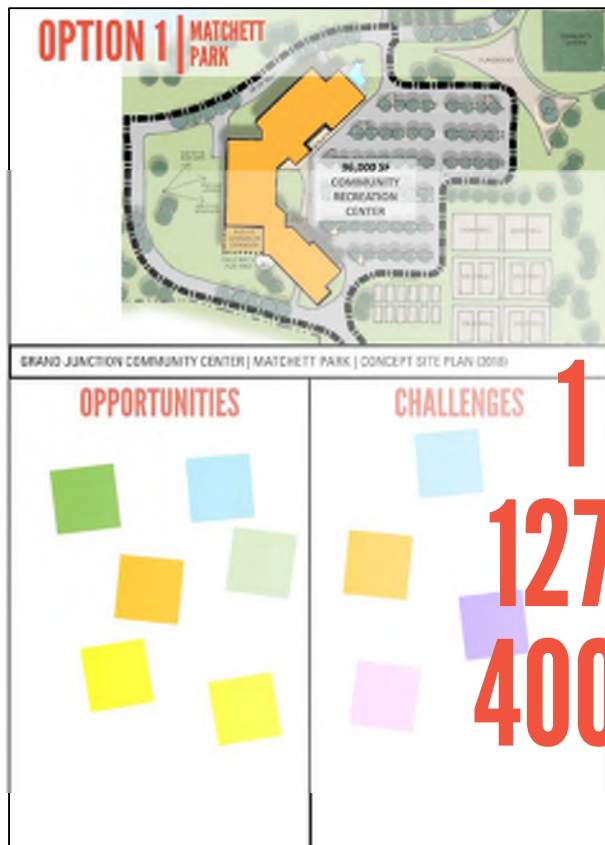 OPTION 1
MATCHETT
PARK
PLAYGROUND
96,000 SF
COMMUNITY
RECREATION
CENTER
GRAND JUNCTION COMMUNITY CENTER | MATCHETT PARK | CONCEPT SITE PLAN (2018)
OPPORTUNITIES
CHALLENGES
1
127
400